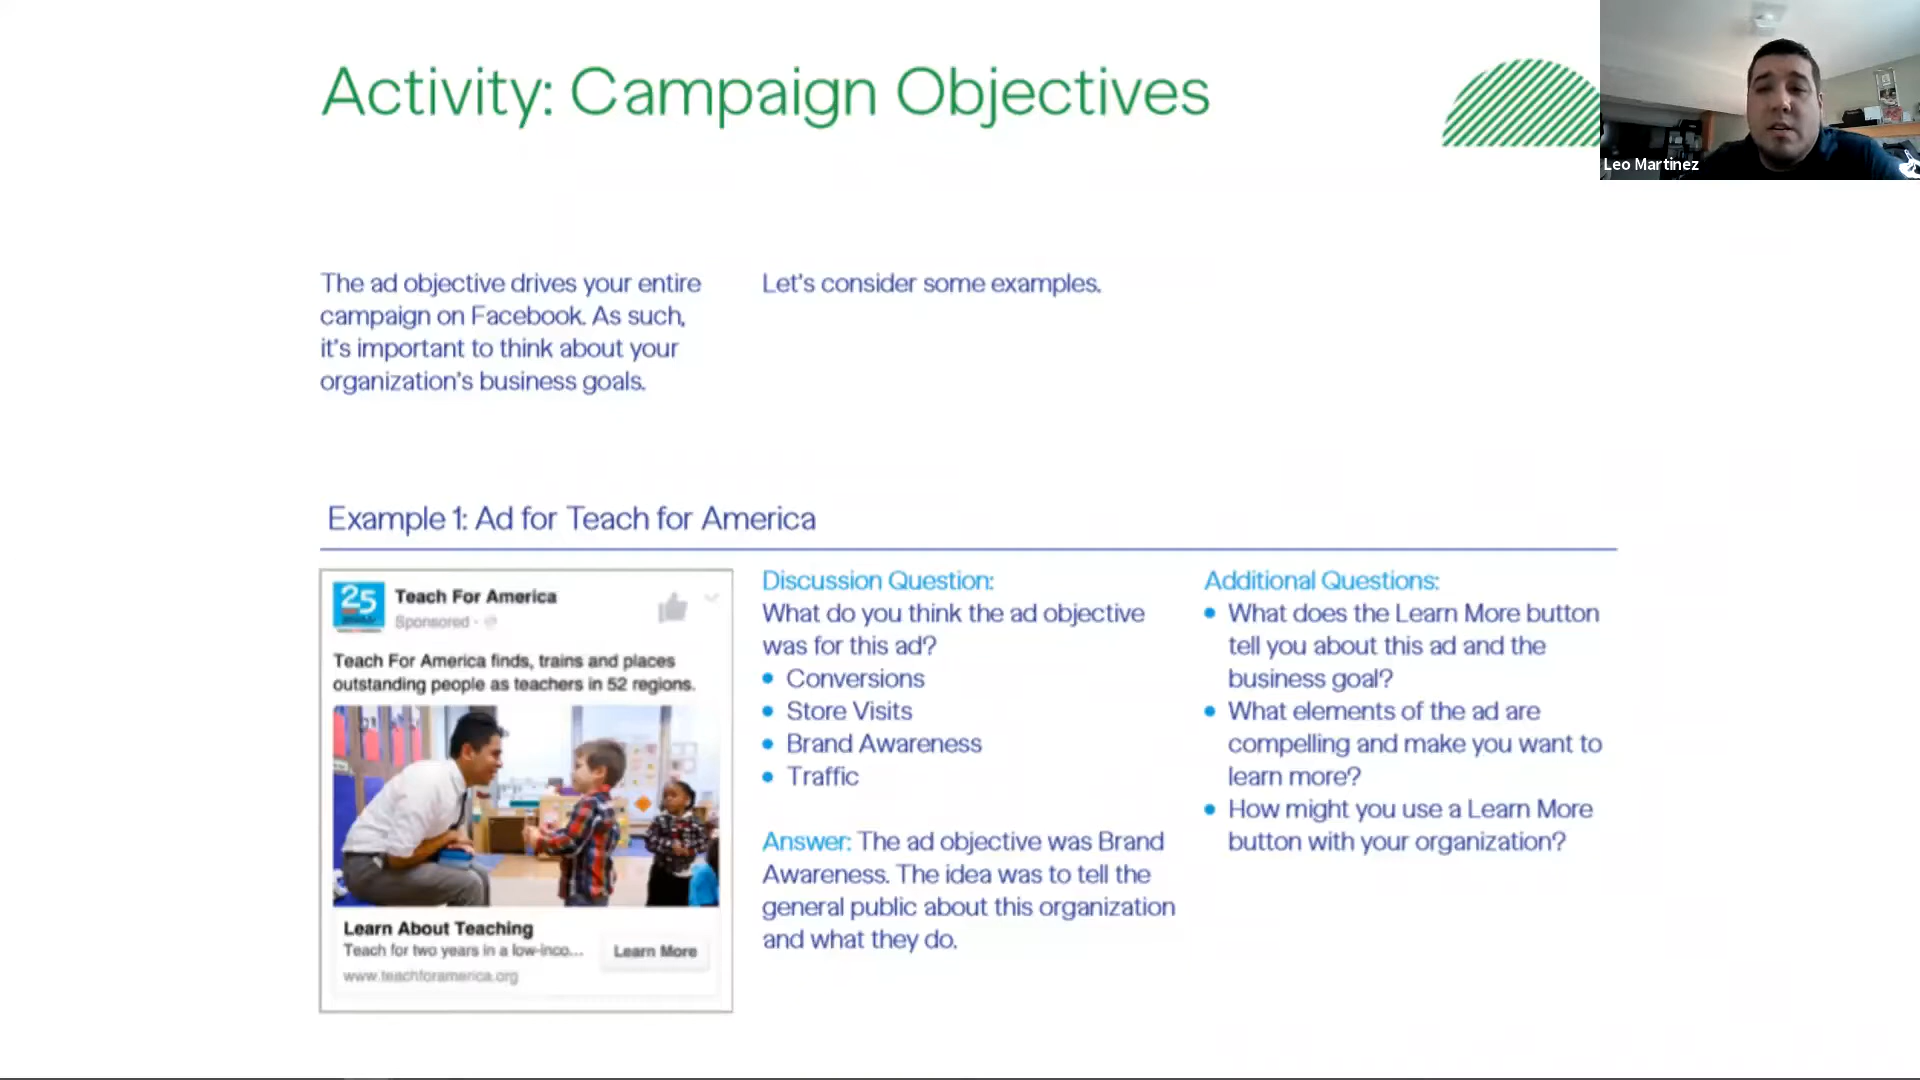 Activity: Campaign Objectives
Leo Martinez
The ad objective drives your entire
campaign on Facebook. As such,
it's important to think about your
organization's business goals.
Let's consider some examples.
Example 1: Ad for Teach for America
25
Teach For America
Sponsored ·
Teach For America finds, trains and places
outstanding people as teachers in 52 regions.
Learn About Teaching
Teach for two years in a low-inco...
www.teachforamerica.org
Learn More
Discussion Question:
What do you think the ad objective
was for this ad?
• Conversions
• Store Visits
• Brand Awareness
• Traffic
Answer: The ad objective was Brand
Awareness. The idea was to tell the
general public about this organization
and what they do.
Additional Questions:
• What does the Learn More button
tell you about this ad and the
business goal?
• What elements of the ad are
compelling and make you want to
learn more?
• How might you use a Learn More
button with your organization?